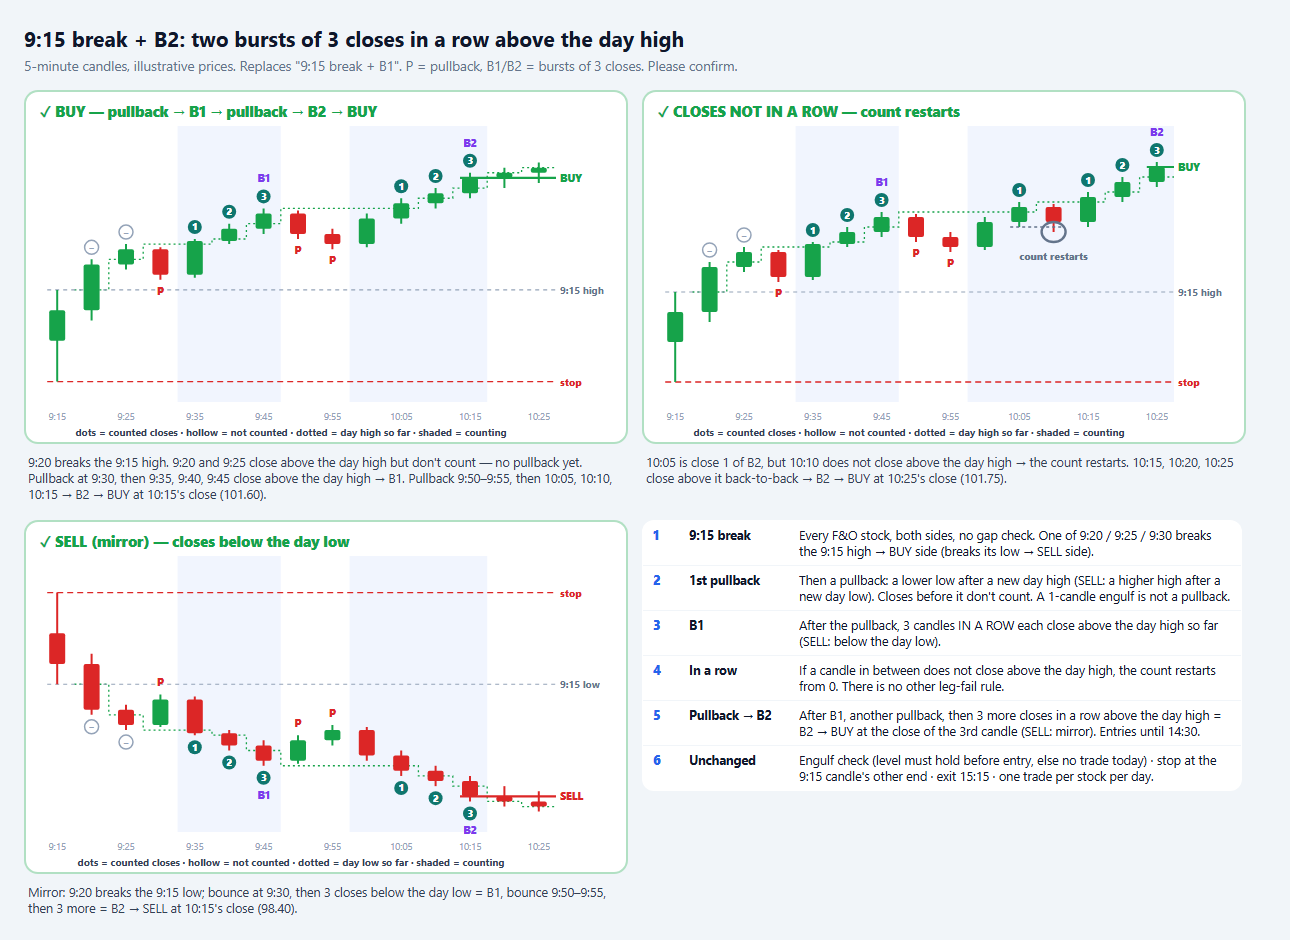 9:15 break + B2: two bursts of 3 closes in a row above the day high
5-minute candles, illustrative prices. Replaces "9:15 break + B1". P = pullback, B1/B2 = bursts of 3 closes. Please confirm.
✓ BUY — pullback → B1 → pullback → B2 → BUY
B2
3
B1
BUY
1
2
3
2
1
P
P
P
9:15 high
stop
9:15 9:25 9:35 9:45 9:55 10:05 10:15 10:25
dots = counted closes · hollow = not counted · dotted = day high so far · shaded = counting
9:20 breaks the 9:15 high. 9:20 and 9:25 close above the day high but don't count — no pullback yet.
Pullback at 9:30, then 9:35, 9:40, 9:45 close above the day high → B1. Pullback 9:50–9:55, then 10:05, 10:10,
10:15 → B2 → BUY at 10:15's close (101.60).
✓ CLOSES NOT IN A ROW — count restarts
B2
3
2
BUY
B1
1
1
3
2
1
P
P
count restarts
P
9:15 high
stop
9:15 9:25 9:35 9:45 9:55 10:05 10:15 10:25
dots = counted closes · hollow = not counted · dotted = day high so far · shaded = counting
10:05 is close 1 of B2, but 10:10 does not close above the day high → the count restarts. 10:15, 10:20, 10:25
close above it back-to-back → B2 → BUY at 10:25's close (101.75).
✓ SELL (mirror) — closes below the day low
stop
P
9:15 low
P
P
1
2
3
B1
1
2
SELL
3
B2
9:15 9:25 9:35 9:45 9:55 10:05 10:15 10:25
dots = counted closes · hollow = not counted · dotted = day low so far · shaded = counting
Mirror: 9:20 breaks the 9:15 low; bounce at 9:30, then 3 closes below the day low = B1, bounce 9:50–9:55,
then 3 more = B2 → SELL at 10:15's close (98.40).
1 9:15 break Every F&O stock, both sides, no gap check. One of 9:20 / 9:25 / 9:30 breaks
the 9:15 high → BUY side (breaks its low → SELL side).
2 1st pullback Then a pullback: a lower low after a new day high (SELL: a higher high after a
new day low). Closes before it don't count. A 1-candle engulf is not a pullback.
3 B1 After the pullback, 3 candles IN A ROW each close above the day high so far
(SELL: below the day low).
4 In a row If a candle in between does not close above the day high, the count restarts
from 0. There is no other leg-fail rule.
5 Pullback → B2 After B1, another pullback, then 3 more closes in a row above the day high =
B2 → BUY at the close of the 3rd candle (SELL: mirror). Entries until 14:30.
6 Unchanged Engulf check (level must hold before entry, else no trade today) · stop at the
9:15 candle's other end · exit 15:15 · one trade per stock per day.